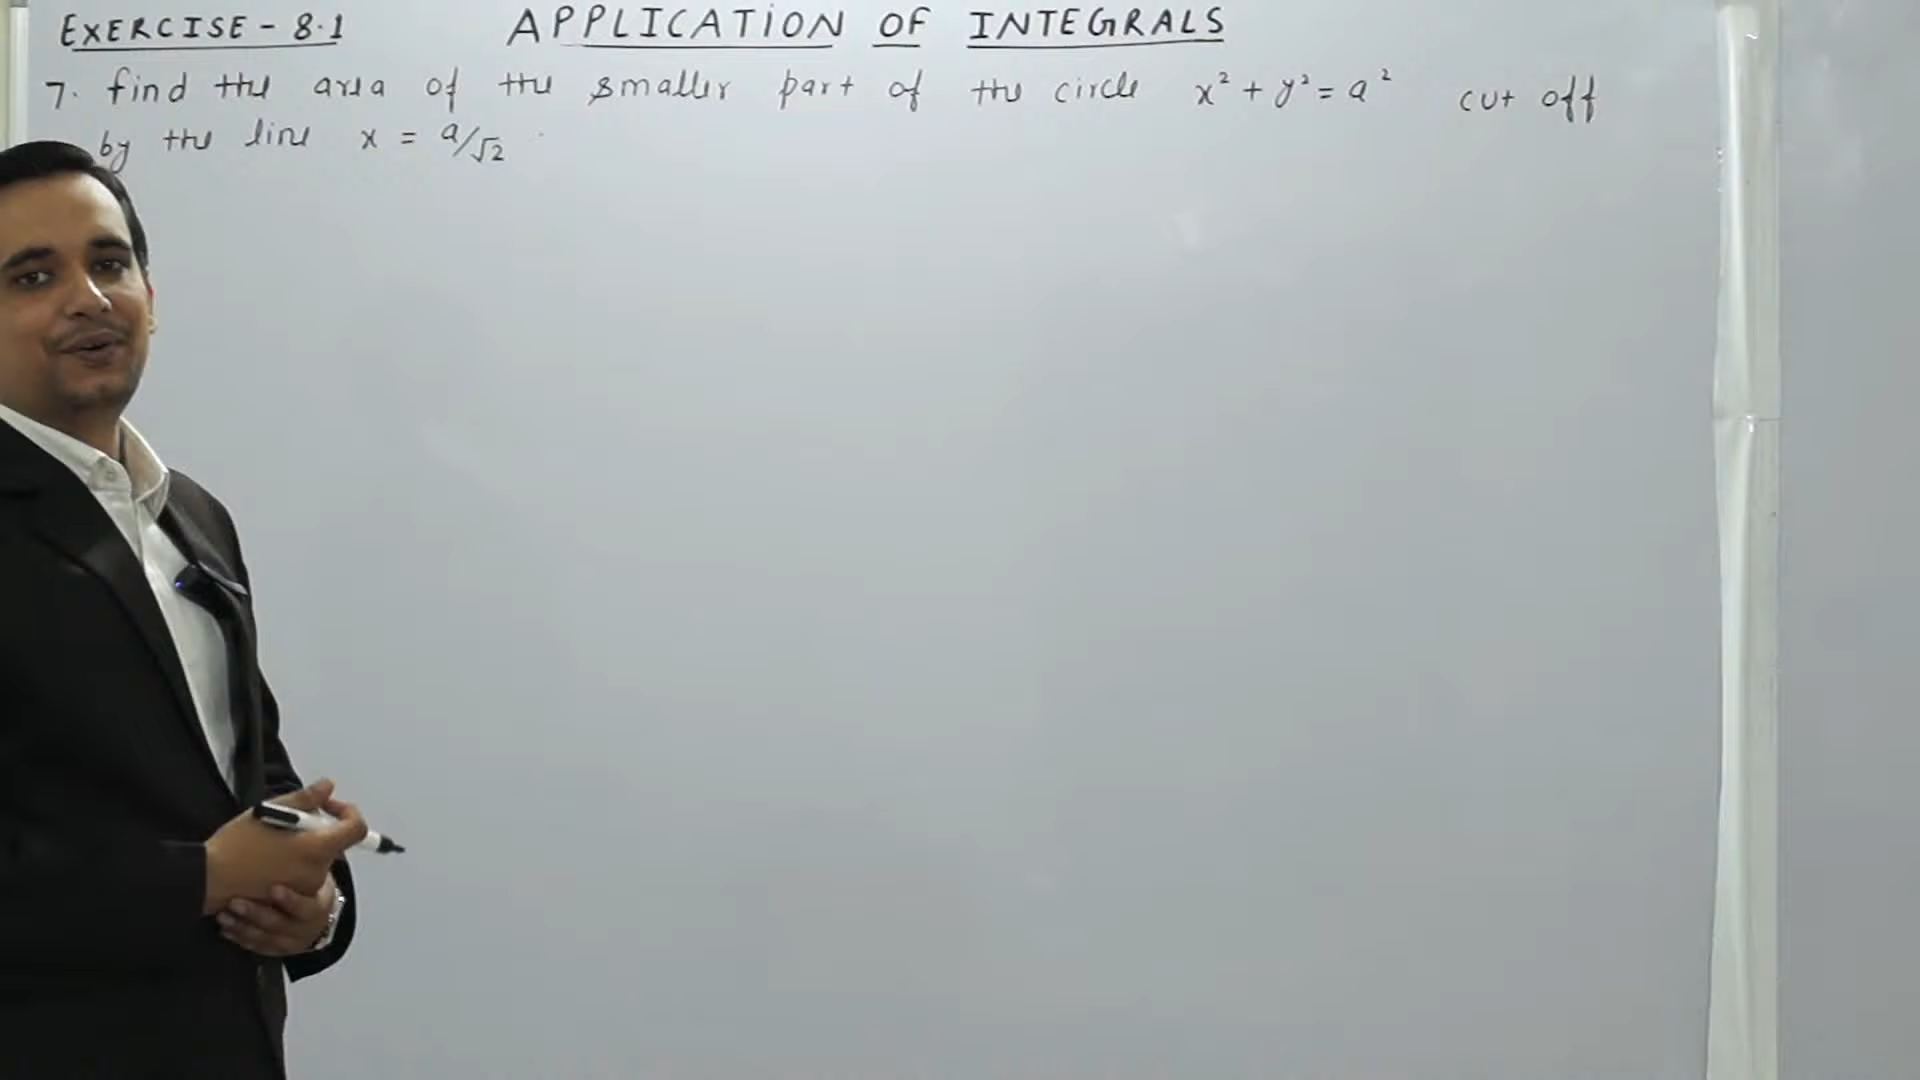 EXERCISE - 8.1 APPLICATION OF INTEGRALS
7. find the area of the smaller part of the circle x² + y² = a² cut off
by the line x = a/√2